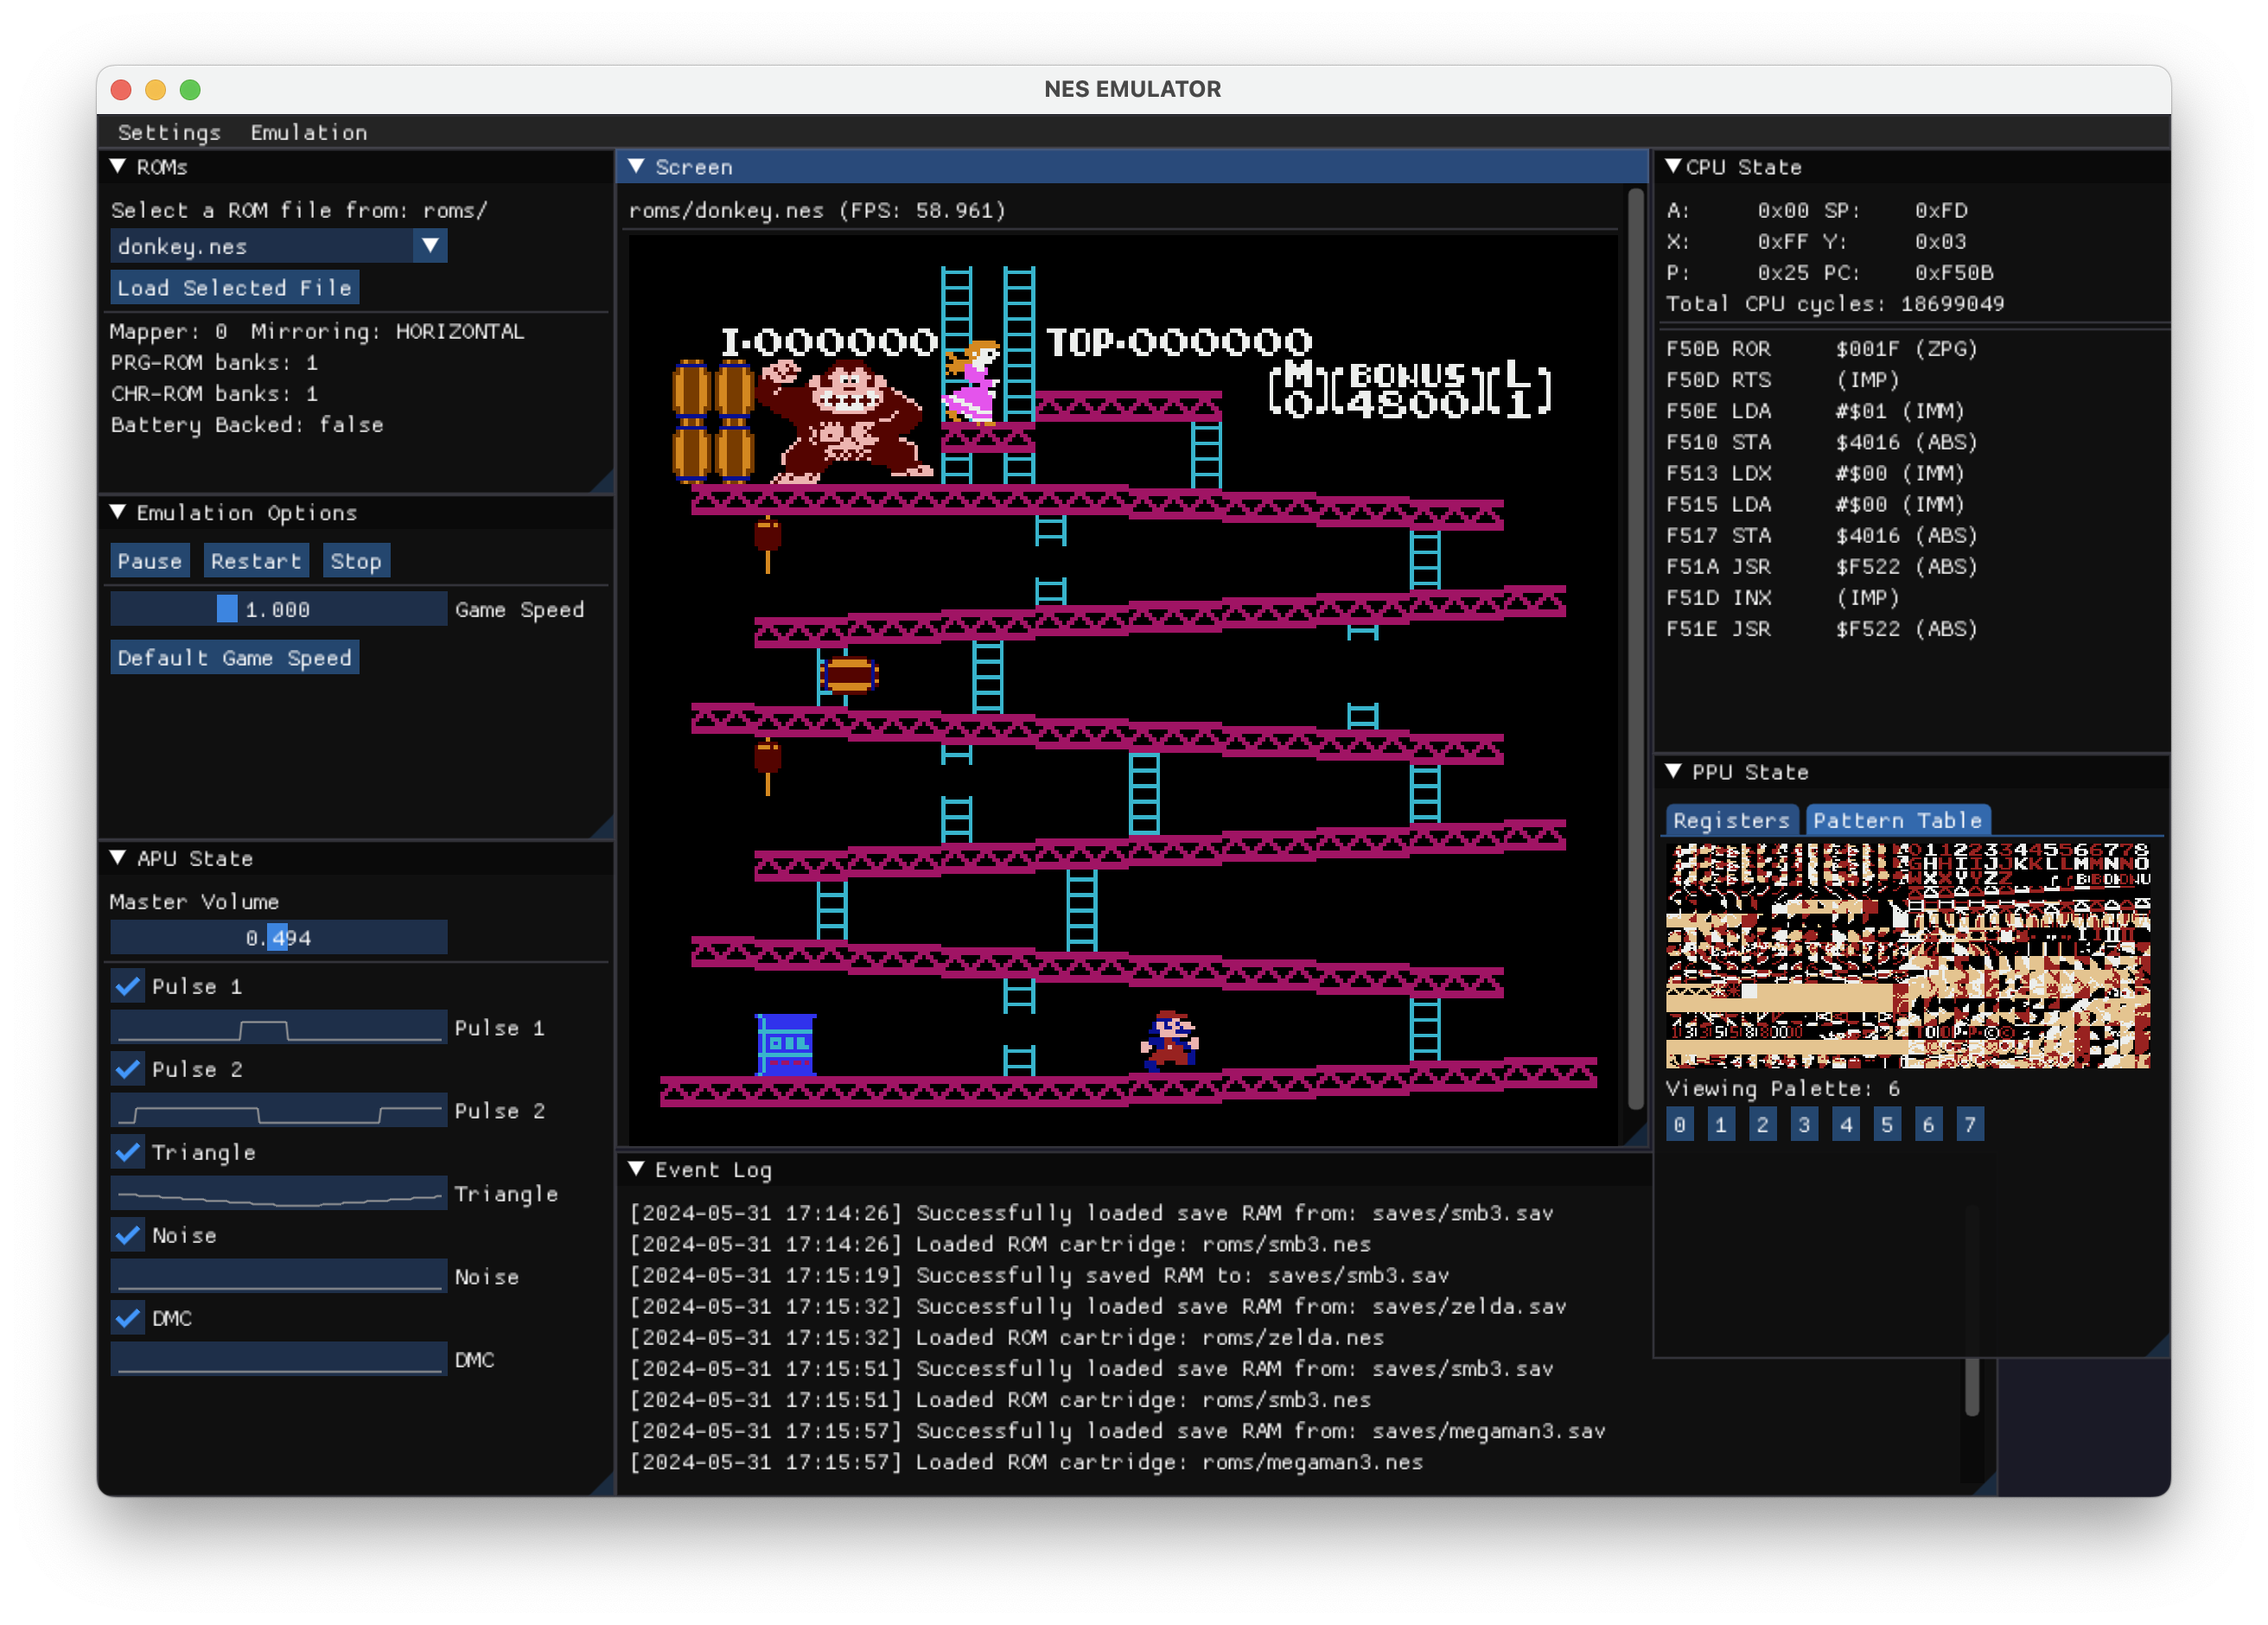 NES EMULATOR
Settings Emulation
ROMs
Select a ROM file from: roms/
donkey.nes
Load Selected File
Mapper: 0 Mirroring: HORIZONTAL
PRG-ROM banks: 1
CHR-ROM banks: 1
Battery Backed: false
Emulation Options
Pause Restart Stop
1.000 Game Speed
Default Game Speed
APU State
Master Volume
0.494
Pulse 1
Pulse 1
Pulse 2
Pulse 2
Triangle
Triangle
Noise
Noise
DMC
DMC
Screen
roms/donkey.nes (FPS: 58.961)
I-000000 TOP-000000
M BONUS L
0 4800 1
OIL
Event Log
[2024-05-31 17:14:26] Successfully loaded save RAM from: saves/smb3.sav
[2024-05-31 17:14:26] Loaded ROM cartridge: roms/smb3.nes
[2024-05-31 17:15:19] Successfully saved RAM to: saves/smb3.sav
[2024-05-31 17:15:32] Successfully loaded save RAM from: saves/zelda.sav
[2024-05-31 17:15:32] Loaded ROM cartridge: roms/zelda.nes
[2024-05-31 17:15:51] Successfully loaded save RAM from: saves/smb3.sav
[2024-05-31 17:15:51] Loaded ROM cartridge: roms/smb3.nes
[2024-05-31 17:15:57] Successfully loaded save RAM from: saves/megaman3.sav
[2024-05-31 17:15:57] Loaded ROM cartridge: roms/megaman3.nes
CPU State
A: 0x00 SP: 0xFD
X: 0xFF Y: 0x03
P: 0x25 PC: 0xF50B
Total CPU cycles: 18699049
F50B ROR $001F (ZPG)
F50D RTS (IMP)
F50E LDA #$01 (IMM)
F510 STA $4016 (ABS)
F513 LDX #$00 (IMM)
F515 LDA #$00 (IMM)
F517 STA $4016 (ABS)
F51A JSR $F522 (ABS)
F51D INX (IMP)
F51E JSR $F522 (ABS)
PPU State
Registers Pattern Table
Viewing Palette: 6
0 1 2 3 4 5 6 7